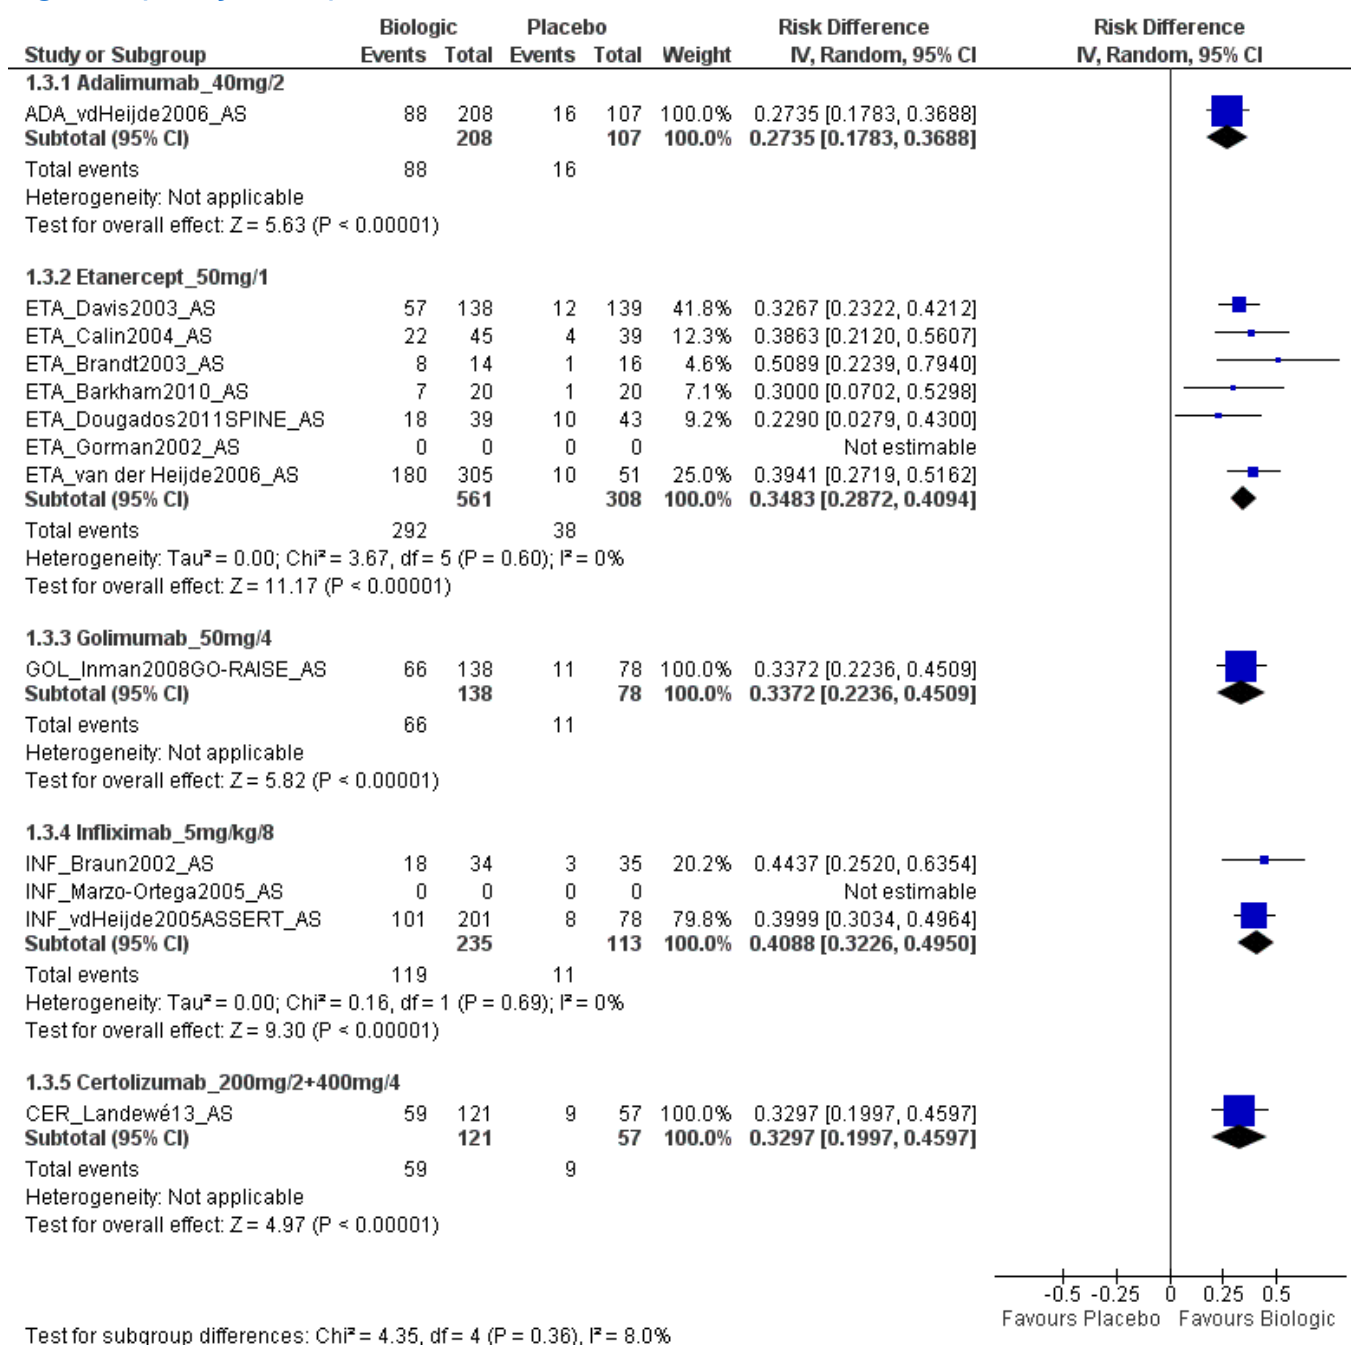 Biologic Placebo Risk Difference Risk Difference
Study or Subgroup Events Total Events Total Weight IV, Random, 95% CI IV, Random, 95% CI
1.3.1 Adalimumab_40mg/2
ADA_vdHeijde2006_AS 88 208 16 107 100.0% 0.2735 [0.1783, 0.3688]
Subtotal (95% CI) 208 107 100.0% 0.2735 [0.1783, 0.3688]
Total events 88 16
Heterogeneity: Not applicable
Test for overall effect: Z = 5.63 (P < 0.00001)
1.3.2 Etanercept_50mg/1
ETA_Davis2003_AS 57 138 12 139 41.8% 0.3267 [0.2322, 0.4212]
ETA_Calin2004_AS 22 45 4 39 12.3% 0.3863 [0.2120, 0.5607]
ETA_Brandt2003_AS 8 14 1 16 4.6% 0.5089 [0.2239, 0.7940]
ETA_Barkham2010_AS 7 20 1 20 7.1% 0.3000 [0.0702, 0.5298]
ETA_Dougados2011SPINE_AS 18 39 10 43 9.2% 0.2290 [0.0279, 0.4300]
ETA_Gorman2002_AS 0 0 0 0 Not estimable
ETA_van der Heijde2006_AS 180 305 10 51 25.0% 0.3941 [0.2719, 0.5162]
Subtotal (95% CI) 561 308 100.0% 0.3483 [0.2872, 0.4094]
Total events 292 38
Heterogeneity: Tau² = 0.00; Chi² = 3.67, df = 5 (P = 0.60); I² = 0%
Test for overall effect: Z = 11.17 (P < 0.00001)
1.3.3 Golimumab_50mg/4
GOL_Inman2008GO-RAISE_AS 66 138 11 78 100.0% 0.3372 [0.2236, 0.4509]
Subtotal (95% CI) 138 78 100.0% 0.3372 [0.2236, 0.4509]
Total events 66 11
Heterogeneity: Not applicable
Test for overall effect: Z = 5.82 (P < 0.00001)
1.3.4 Infliximab_5mg/kg/8
INF_Braun2002_AS 18 34 3 35 20.2% 0.4437 [0.2520, 0.6354]
INF_Marzo-Ortega2005_AS 0 0 0 0 Not estimable
INF_vdHeijde2005ASSERT_AS 101 201 8 78 79.8% 0.3999 [0.3034, 0.4964]
Subtotal (95% CI) 235 113 100.0% 0.4088 [0.3226, 0.4950]
Total events 119 11
Heterogeneity: Tau² = 0.00; Chi² = 0.16, df = 1 (P = 0.69); I² = 0%
Test for overall effect: Z = 9.30 (P < 0.00001)
1.3.5 Certolizumab_200mg/2+400mg/4
CER_Landewé13_AS 59 121 9 57 100.0% 0.3297 [0.1997, 0.4597]
Subtotal (95% CI) 121 57 100.0% 0.3297 [0.1997, 0.4597]
Total events 59 9
Heterogeneity: Not applicable
Test for overall effect: Z = 4.97 (P < 0.00001)
-0.5 -0.25 0 0.25 0.5
Favours Placebo Favours Biologic
Test for subgroup differences: Chi² = 4.35, df = 4 (P = 0.36), I² = 8.0%